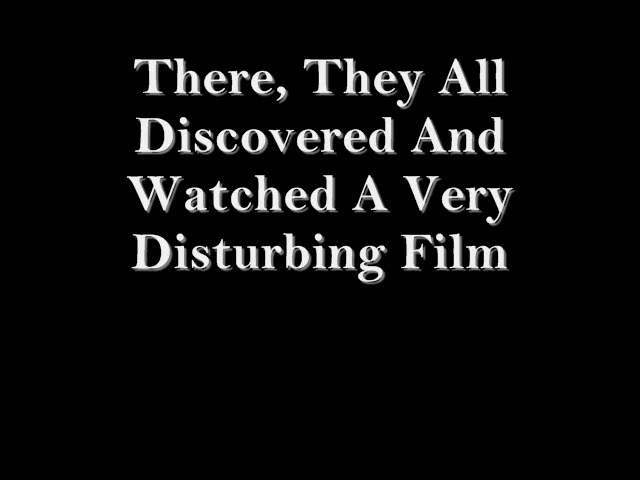 There, They All
Discovered And
Watched A Very
Disturbing Film